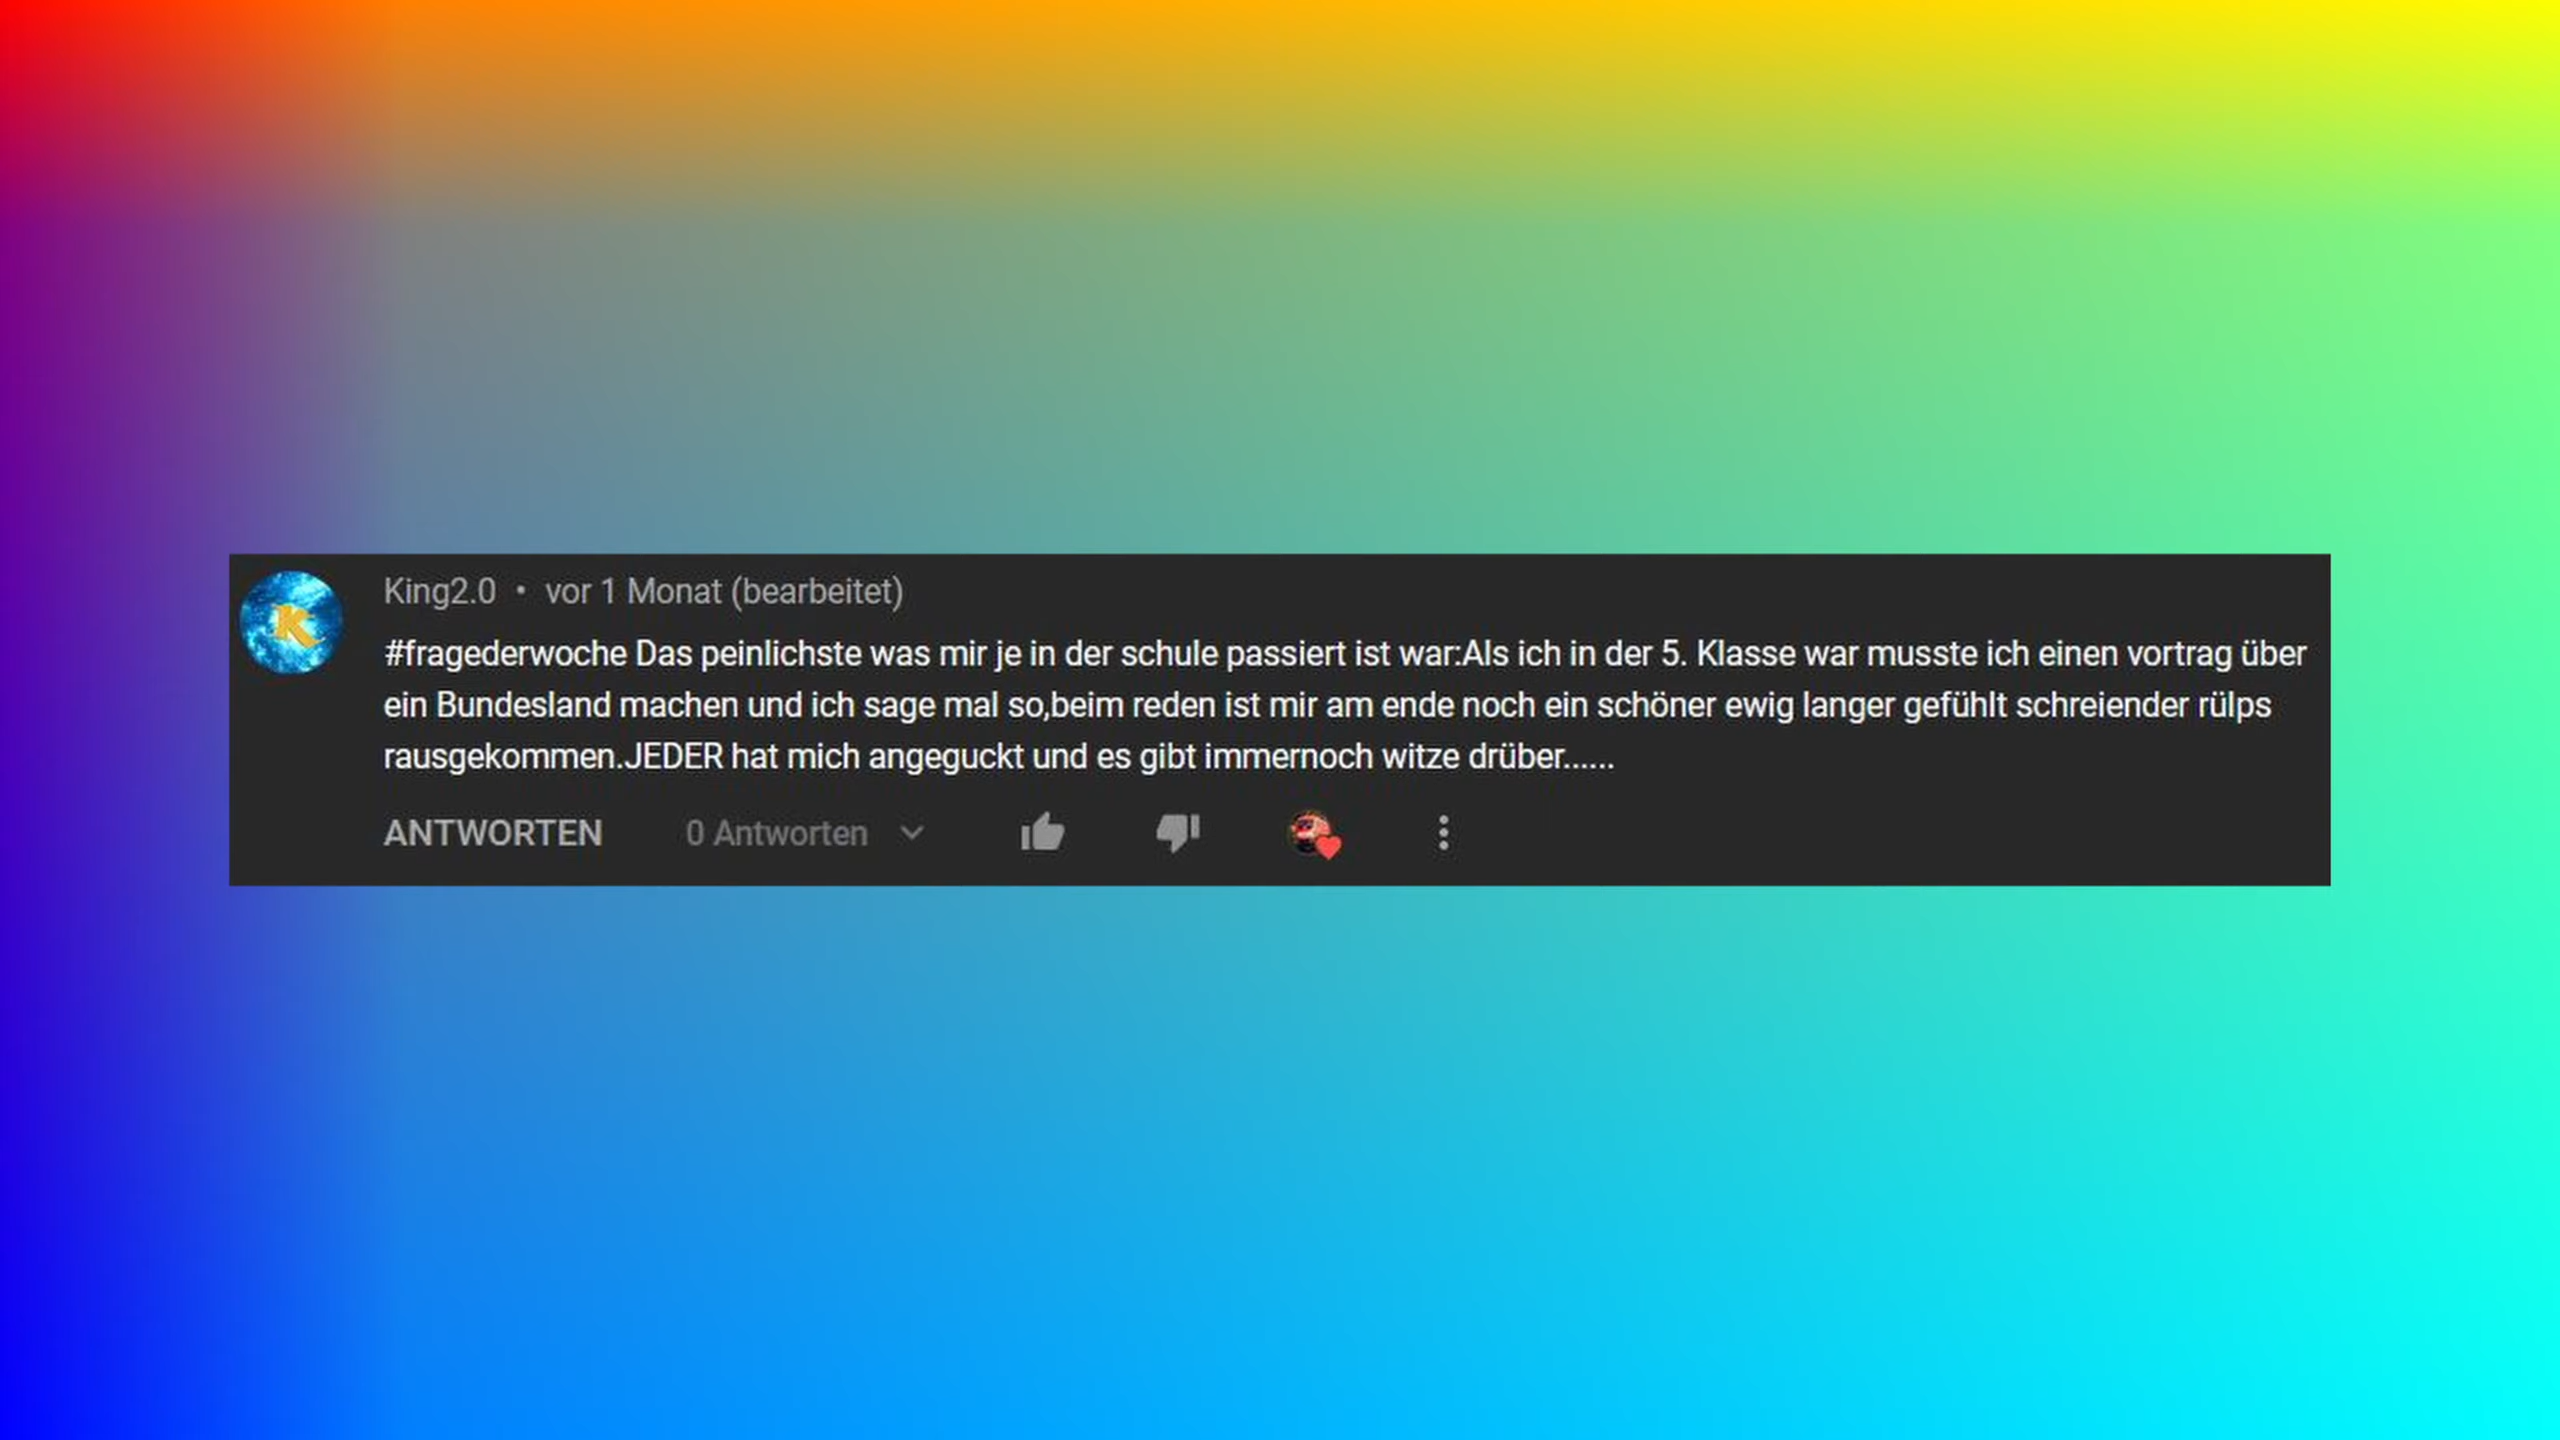 King2.0 • vor 1 Monat (bearbeitet)
#fragederwoche Das peinlichste was mir je in der schule passiert ist war:Als ich in der 5. Klasse war musste ich einen vortrag über
ein Bundesland machen und ich sage mal so,beim reden ist mir am ende noch ein schöner ewig langer gefühlt schreiender rülps
rausgekommen.JEDER hat mich angeguckt und es gibt immernoch witze drüber......
ANTWORTEN 0 Antworten
K